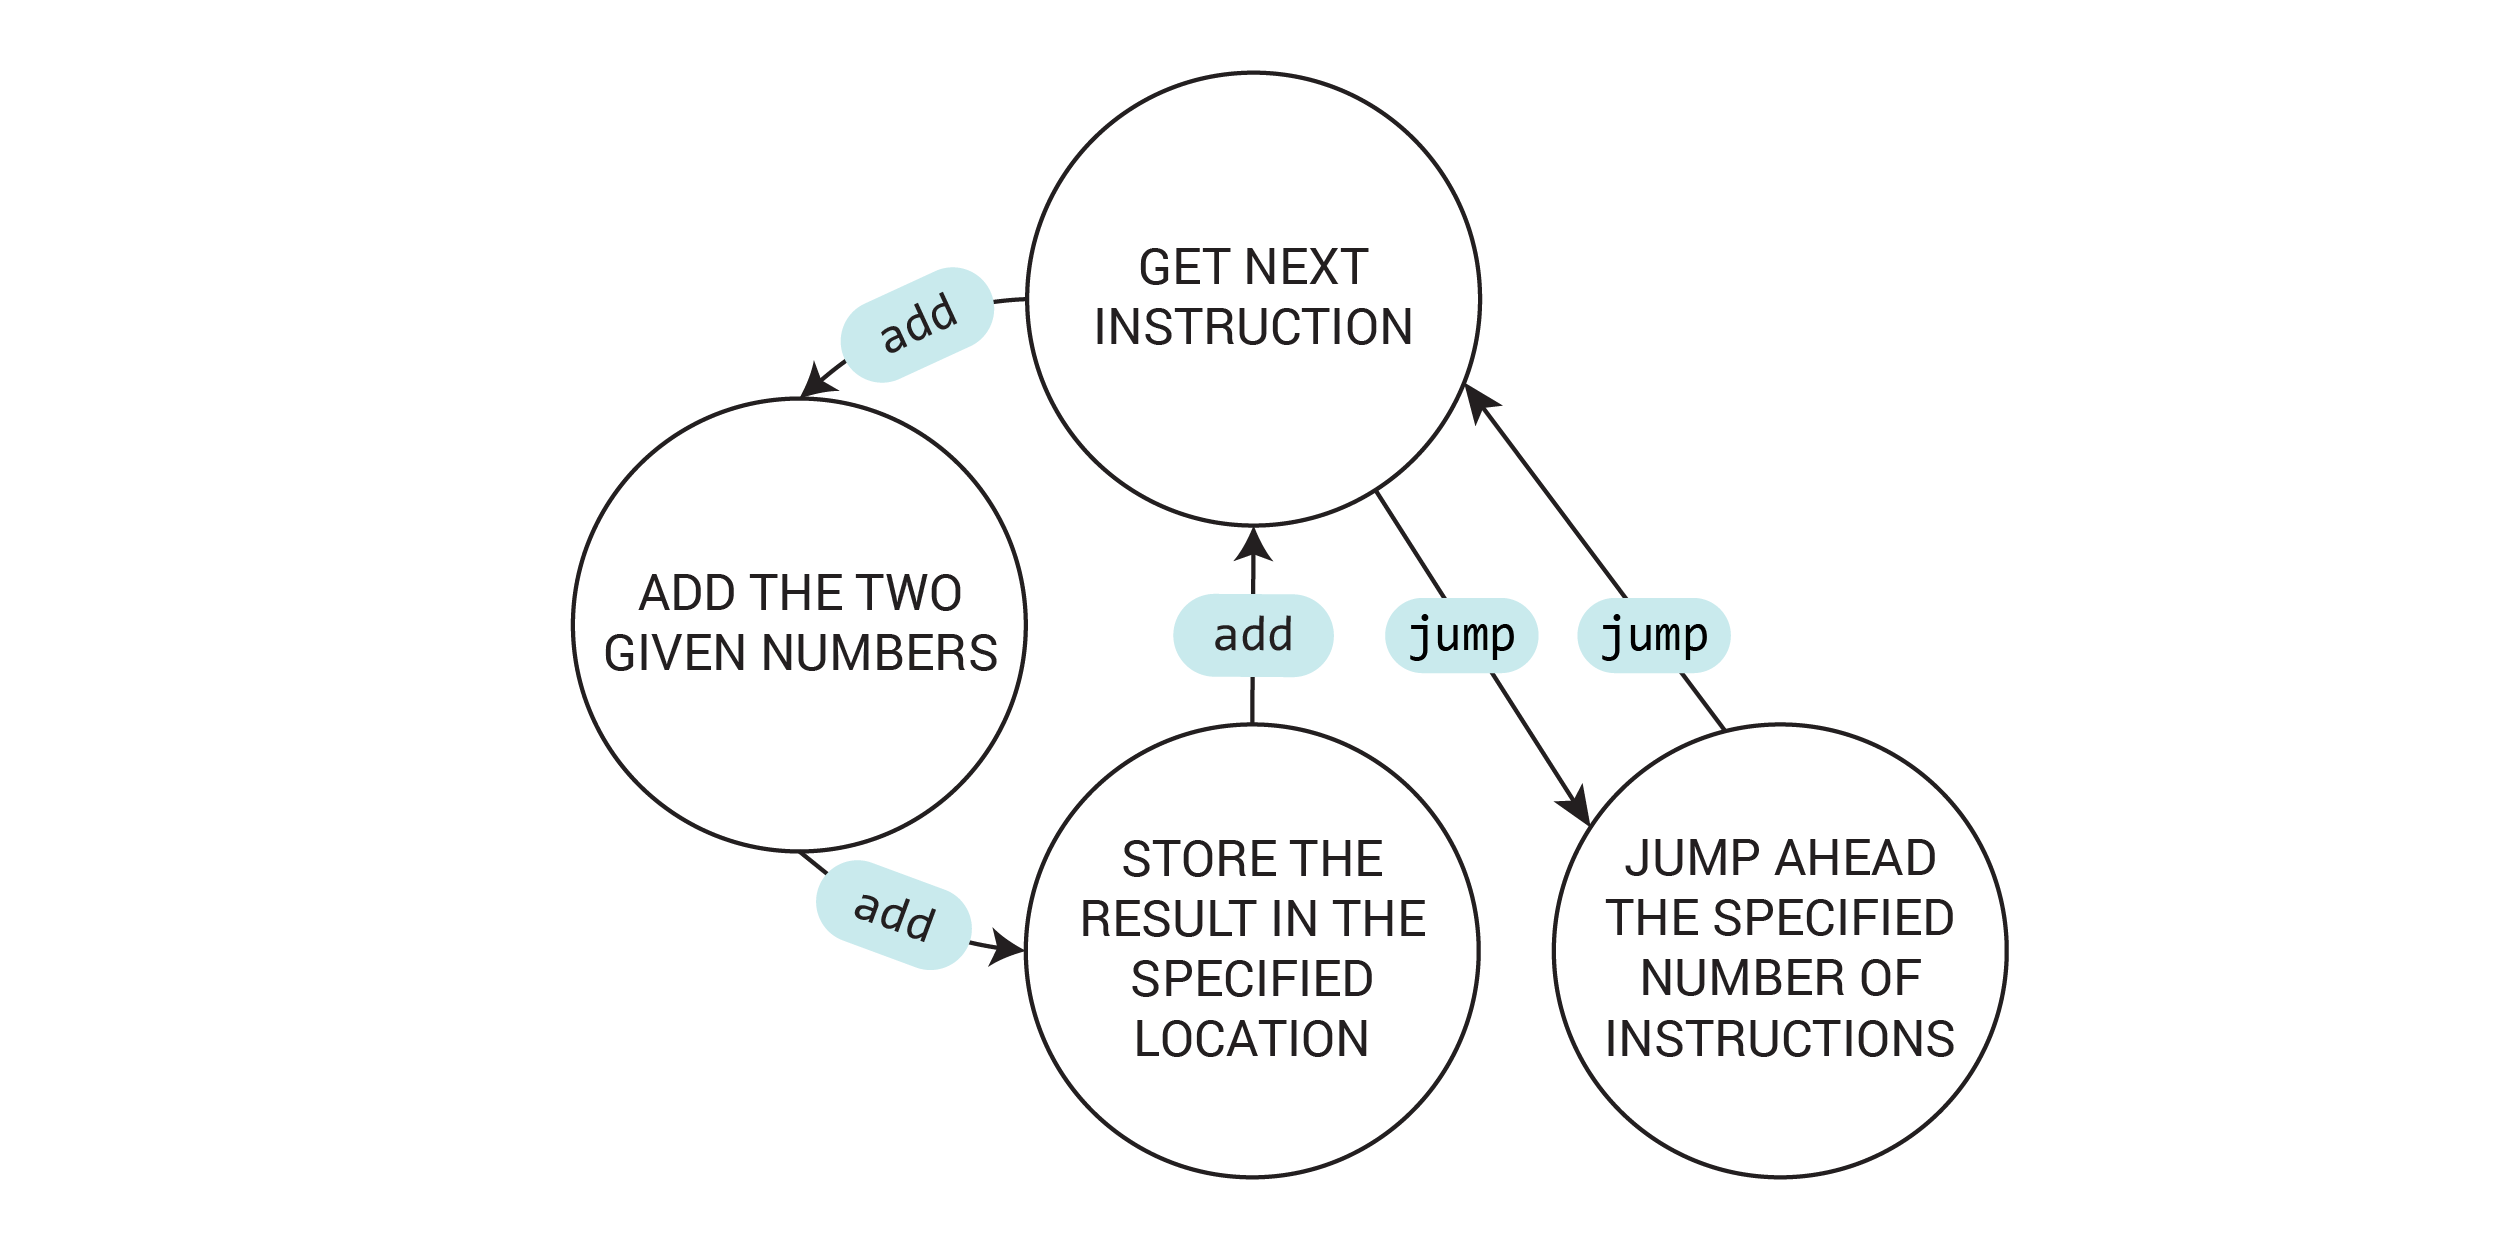 GET NEXT
INSTRUCTION
add
ADD THE TWO
GIVEN NUMBERS
add
jump
jump
add
STORE THE
RESULT IN THE
SPECIFIED
LOCATION
JUMP AHEAD
THE SPECIFIED
NUMBER OF
INSTRUCTIONS